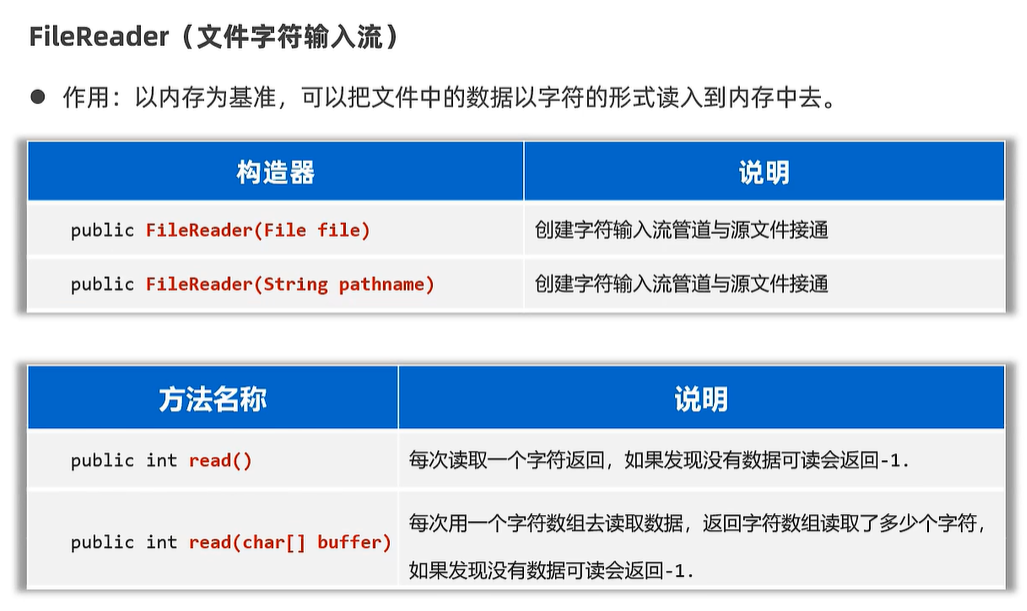 FileReader（文件字符输入流）
● 作用：以内存为基准，可以把文件中的数据以字符的形式读入到内存中去。
构造器 说明
public FileReader(File file) 创建字符输入流管道与源文件接通
public FileReader(String pathname) 创建字符输入流管道与源文件接通
方法名称 说明
public int read() 每次读取一个字符返回，如果发现没有数据可读会返回-1.
public int read(char[] buffer) 每次用一个字符数组去读取数据，返回字符数组读取了多少个字符，
如果发现没有数据可读会返回-1.